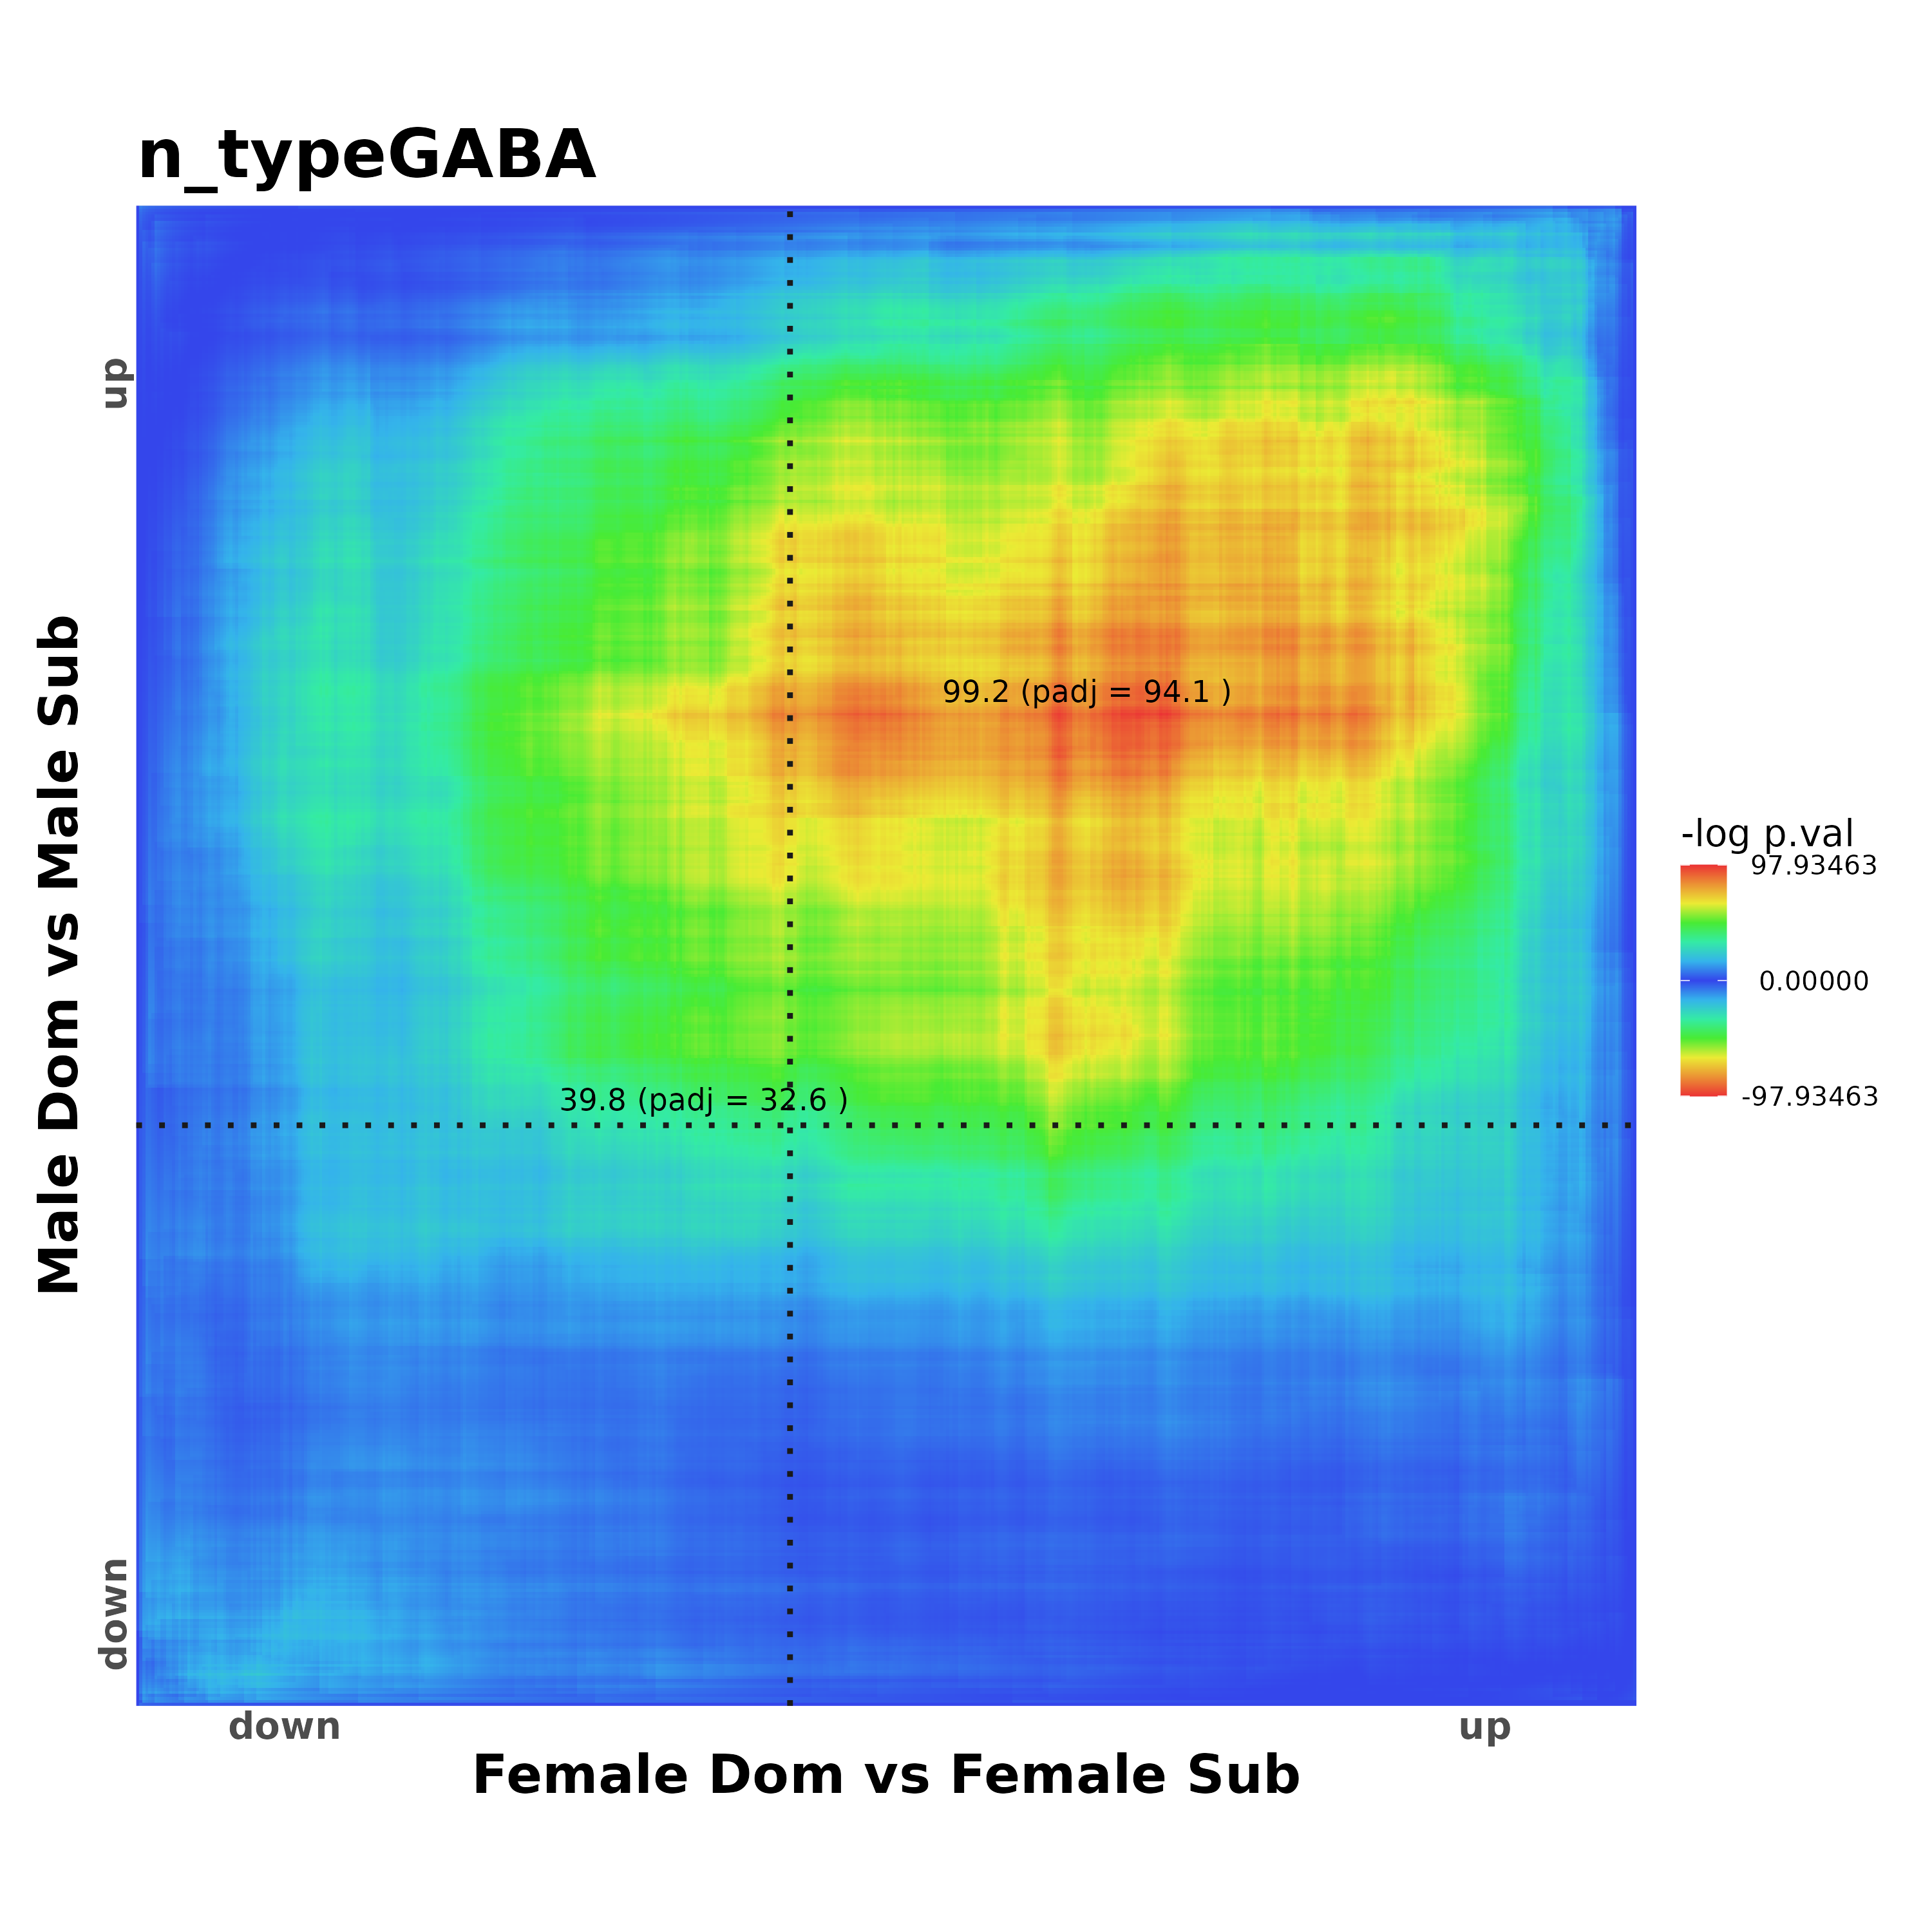 n_typeGABA
up
Male Dom vs Male Sub
99.2 (padj = 94.1 )
39.8 (padj = 32.6 )
down
down
up
Female Dom vs Female Sub
-log p.val
97.93463
0.00000
-97.93463